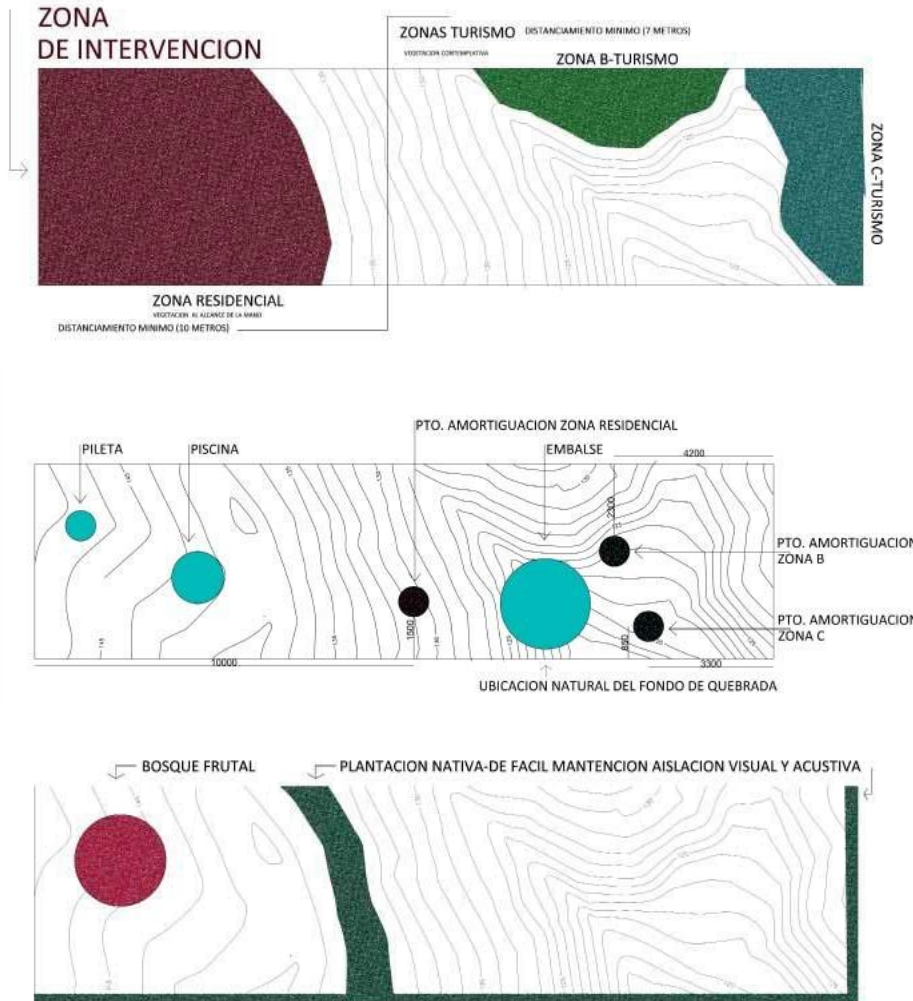 ZONA
DE INTERVENCION
ZONAS TURISMO
DISTANCIAMIENTO MINIMO (7 METROS)
VEGETACION CONTEMPLATIVA
ZONA B-TURISMO
ZONA C-TURISMO
ZONA RESIDENCIAL
VEGETACION AL ALCANCE DE LA MANO
DISTANCIAMIENTO MINIMO (10 METROS)
PTO. AMORTIGUACION ZONA RESIDENCIAL
PILETA
PISCINA
EMBALSE
4200
2300
PTO. AMORTIGUACION
ZONA B
PTO. AMORTIGUACION
ZONA C
1500
850
10000
3300
UBICACION NATURAL DEL FONDO DE QUEBRADA
BOSQUE FRUTAL
PLANTACION NATIVA-DE FACIL MANTENCION AISLACION VISUAL Y ACUSTIVA